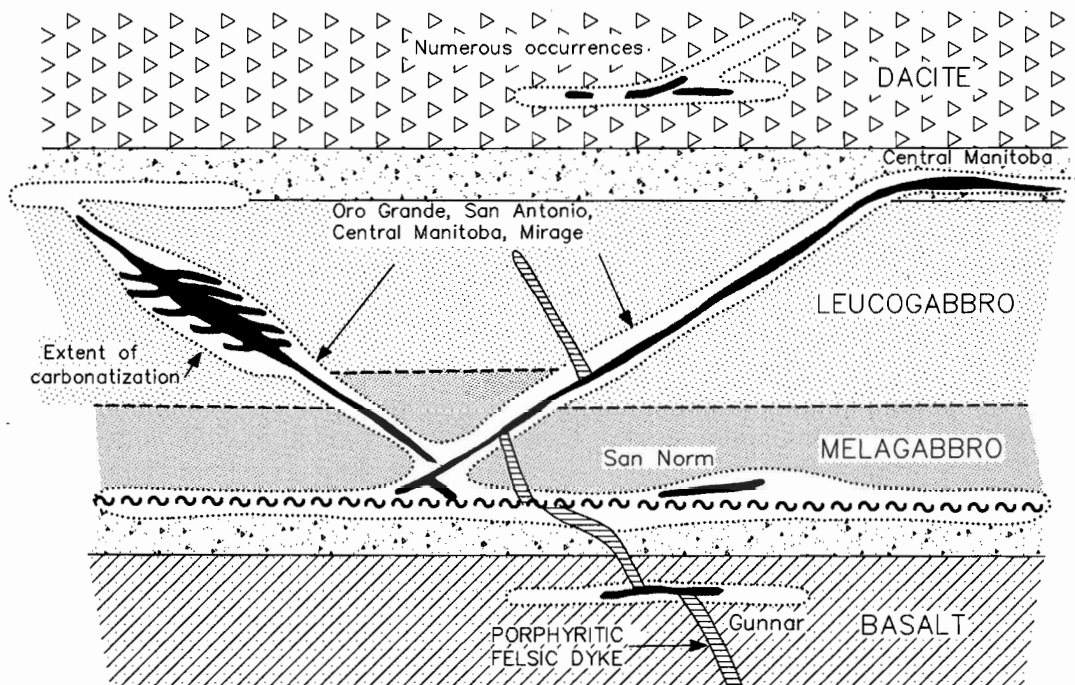 Numerous occurrences
DACITE
Central Manitoba
Oro Grande, San Antonio,
Central Manitoba, Mirage
LEUCOGABBRO
Extent of
carbonatization
MELAGABBRO
San Norm
Gunnar
BASALT
PORPHYRITIC
FELSIC DYKE